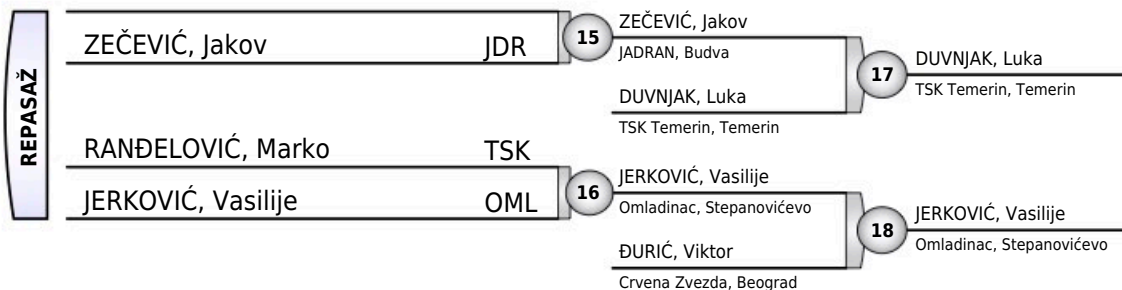 REPASAŽ
ZEČEVIĆ, Jakov JDR
RANĐELOVIĆ, Marko TSK
JERKOVIĆ, Vasilije OML
15
ZEČEVIĆ, Jakov
JADRAN, Budva
DUVNJAK, Luka
TSK Temerin, Temerin
16
JERKOVIĆ, Vasilije
Omladinac, Stepanovićevo
ĐURIĆ, Viktor
Crvena Zvezda, Beograd
17
DUVNJAK, Luka
TSK Temerin, Temerin
18
JERKOVIĆ, Vasilije
Omladinac, Stepanovićevo